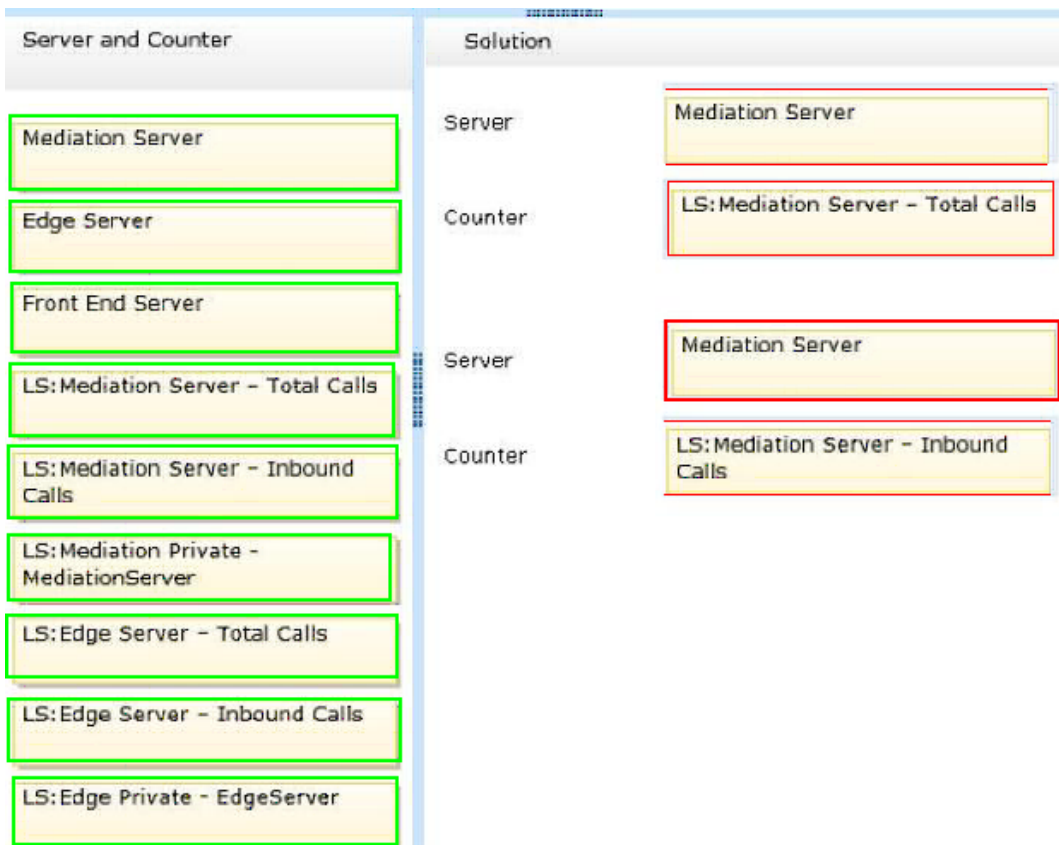 Server and Counter
Mediation Server
Edge Server
Front End Server
LS:Mediation Server – Total Calls
LS:Mediation Server – Inbound
Calls
LS:Mediation Private -
MediationServer
LS:Edge Server – Total Calls
LS:Edge Server – Inbound Calls
LS:Edge Private - EdgeServer
Solution
Server
Mediation Server
Counter
LS:Mediation Server – Total Calls
Server
Mediation Server
Counter
LS:Mediation Server – Inbound
Calls